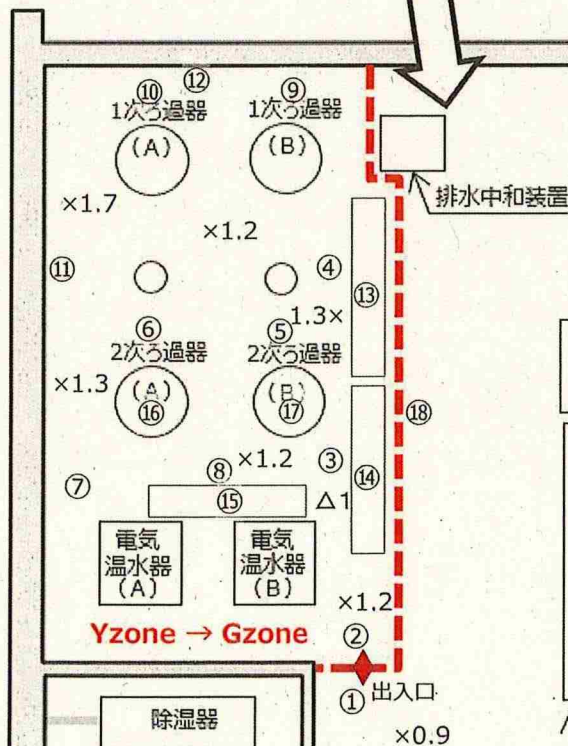 ⑩ ⑫ ⑨
1次ろ過器 1次ろ過器
(A) (B)
排水中和装置
×1.7
×1.2
⑪ ④ ⑬
1.3×
⑥ ⑤
2次ろ過器 2次ろ過器
×1.3 (A) (B)
⑯ ⑰ ⑱
⑧ ×1.2 ③
⑦ ⑮ △1 ⑭
電気 電気
温水器 温水器
(A) (B)
×1.2
Yzone → Gzone ②
① 出入口
除湿器
×0.9